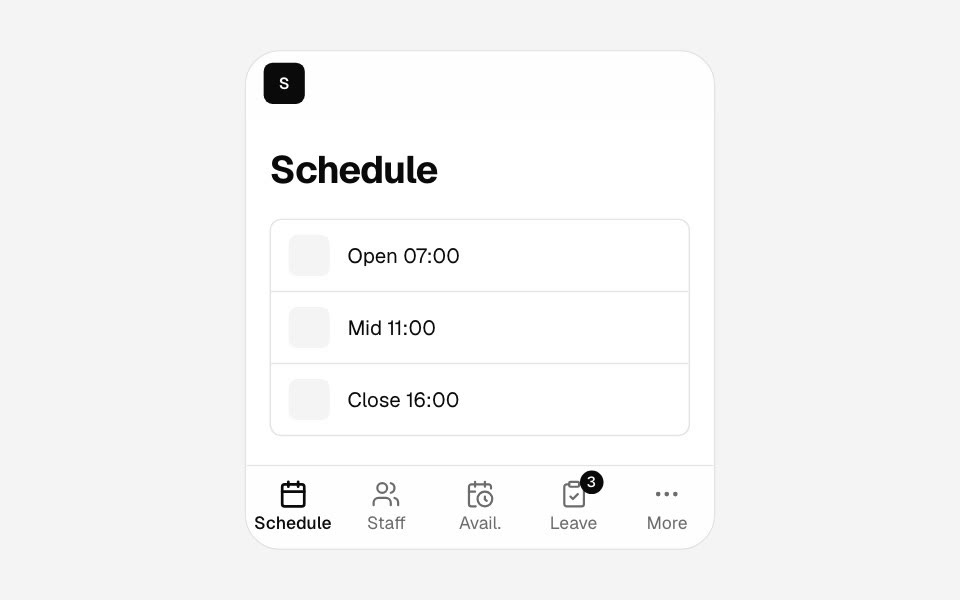 S
Schedule
Open 07:00
Mid 11:00
Close 16:00
3
Schedule Staff Avail. Leave More